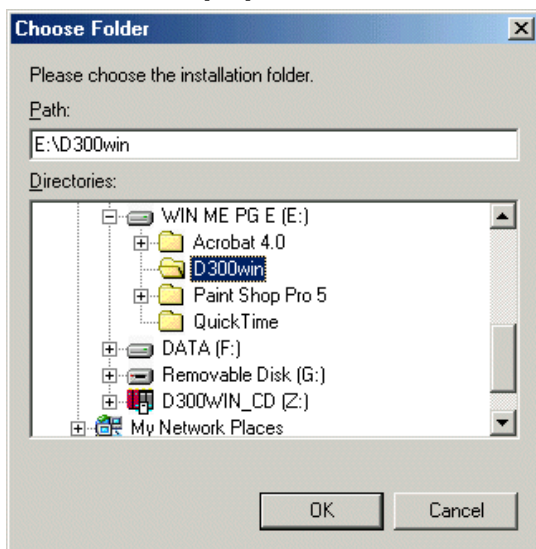 Choose Folder
Please choose the installation folder.
Path:
E:\D300win
Directories:
WIN ME PG E (E:)
Acrobat 4.0
D300win
Paint Shop Pro 5
QuickTime
DATA (F:)
Removable Disk (G:)
D300WIN_CD (Z:)
My Network Places
OK Cancel